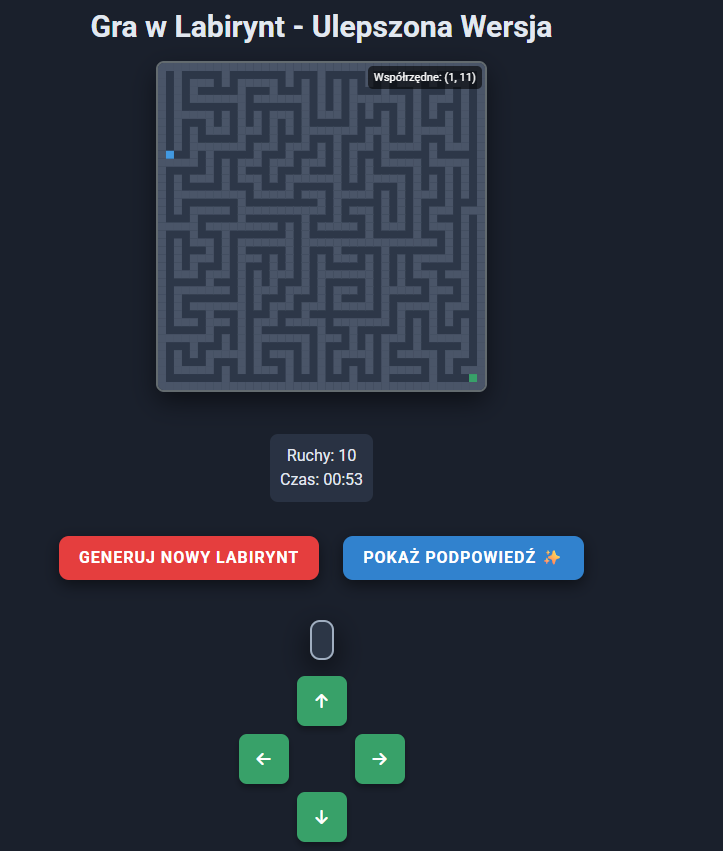 Gra w Labirynt - Ulepszona Wersja
Współrzędne: (1, 11)
Ruchy: 10
Czas: 00:53
GENERUJ NOWY LABIRYNT
POKAŻ PODPOWIEDŹ ✨
↑
← →
↓